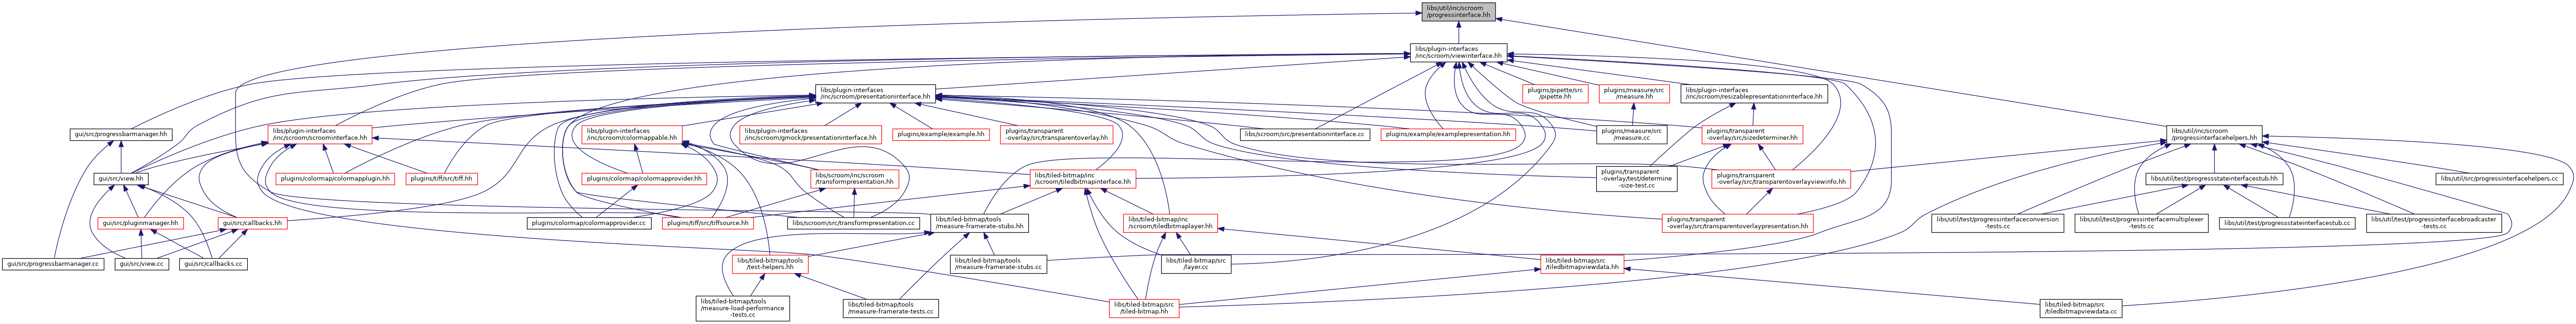 libs/util/inc/scroom
/progressinterface.hh
libs/plugin-interfaces
/inc/scroom/viewinterface.hh
libs/plugin-interfaces
/inc/scroom/presentationinterface.hh
plugins/pipette/src
/pipette.hh
plugins/measure/src
/measure.hh
libs/plugin-interfaces
/inc/scroom/resizablepresentationinterface.hh
gui/src/progressbarmanager.hh
libs/plugin-interfaces
/inc/scroom/scroominterface.hh
libs/plugin-interfaces
/inc/scroom/colormappable.hh
libs/plugin-interfaces
/inc/scroom/gmock/presentationinterface.hh
plugins/example/example.hh
plugins/transparent
-overlay/src/transparentoverlay.hh
libs/scroom/src/presentationinterface.cc
plugins/example/examplepresentation.hh
plugins/measure/src
/measure.cc
plugins/transparent
-overlay/src/sizedeterminer.hh
libs/util/inc/scroom
/progressinterfacehelpers.hh
gui/src/view.hh
plugins/colormap/colormapplugin.hh
plugins/tiff/src/tiff.hh
plugins/colormap/colormapprovider.hh
libs/scroom/inc/scroom
/transformpresentation.hh
libs/tiled-bitmap/inc
/scroom/tiledbitmapinterface.hh
plugins/transparent
-overlay/test/determine
-size-test.cc
plugins/transparent
-overlay/src/transparentoverlayviewinfo.hh
libs/util/test/progressstateinterfacestub.hh
libs/util/src/progressinterfacehelpers.cc
gui/src/pluginmanager.hh
gui/src/callbacks.hh
plugins/colormap/colormapprovider.cc
plugins/tiff/src/tiffsource.hh
libs/scroom/src/transformpresentation.cc
libs/tiled-bitmap/tools
/measure-framerate-stubs.hh
libs/tiled-bitmap/inc
/scroom/tiledbitmaplayer.hh
plugins/transparent
-overlay/src/transparentoverlaypresentation.hh
libs/util/test/progressinterfaceconversion
-tests.cc
libs/util/test/progressinterfacemultiplexer
-tests.cc
libs/util/test/progressstateinterfacestub.cc
libs/util/test/progressinterfacebroadcaster
-tests.cc
gui/src/progressbarmanager.cc
gui/src/view.cc
gui/src/callbacks.cc
libs/tiled-bitmap/tools
/test-helpers.hh
libs/tiled-bitmap/tools
/measure-framerate-stubs.cc
libs/tiled-bitmap/src
/layer.cc
libs/tiled-bitmap/src
/tiledbitmapviewdata.hh
libs/tiled-bitmap/tools
/measure-load-performance
-tests.cc
libs/tiled-bitmap/tools
/measure-framerate-tests.cc
libs/tiled-bitmap/src
/tiled-bitmap.hh
libs/tiled-bitmap/src
/tiledbitmapviewdata.cc